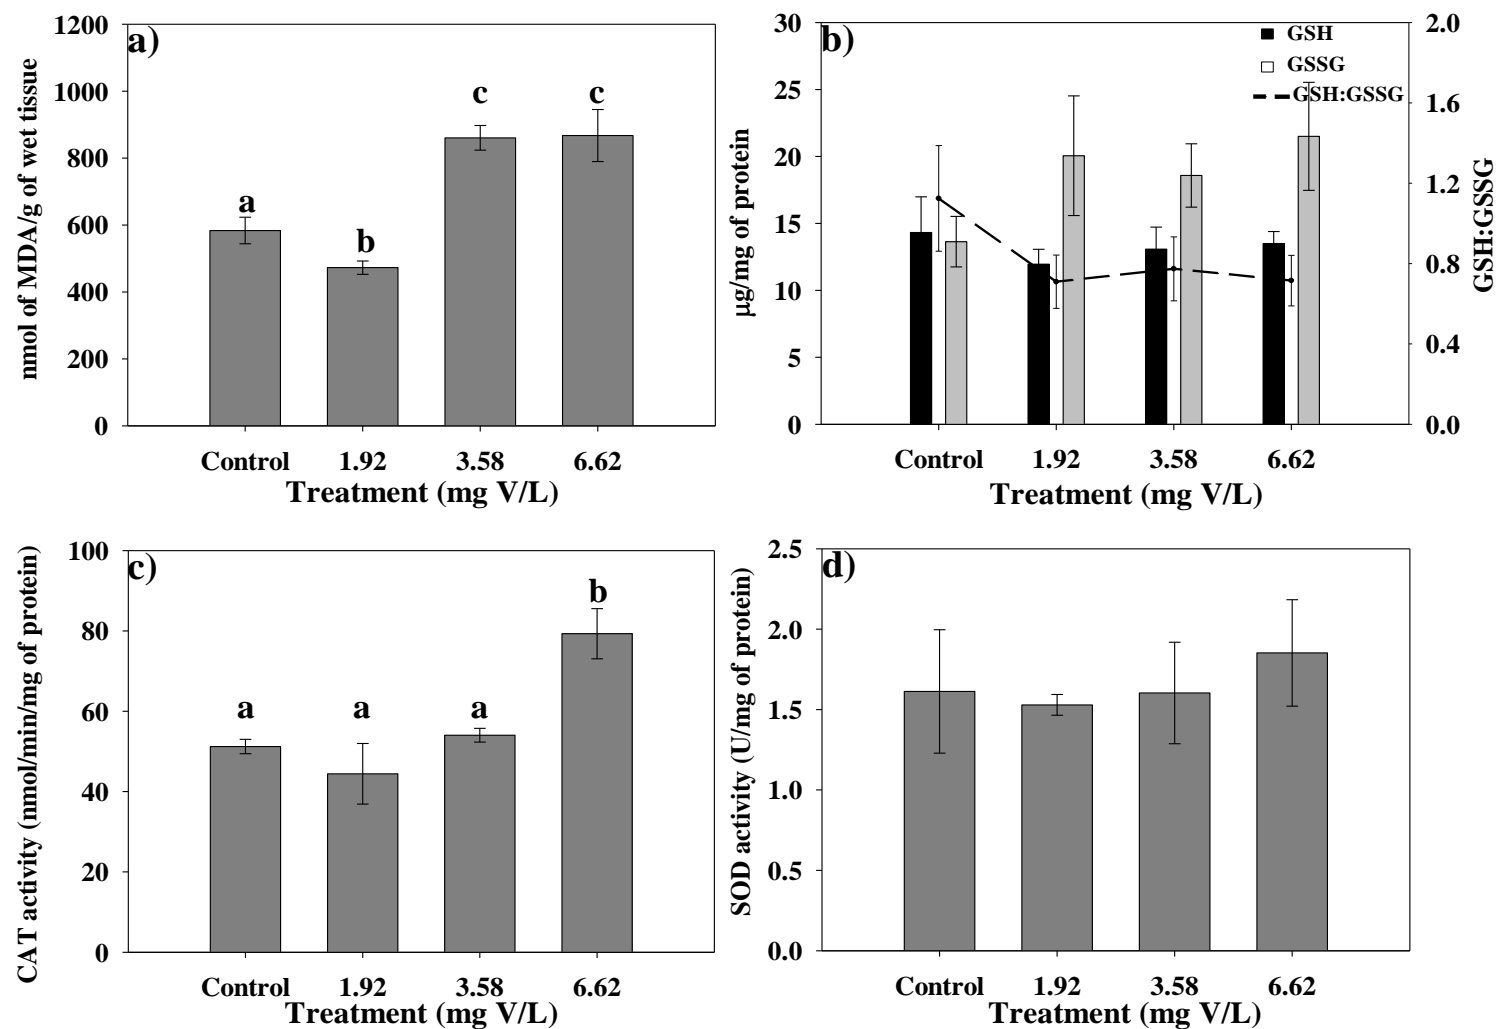 a)
nmol of MDA/g of wet tissue
1200
1000
800
600
400
200
0
a
b
c
c
Control 1.92 3.58 6.62
Treatment (mg V/L)
b)
μg/mg of protein
30
25
20
15
10
5
0
GSH
GSSG
GSH:GSSG
2.0
1.6
1.2
0.8
0.4
0.0
GSH:GSSG
Control 1.92 3.58 6.62
Treatment (mg V/L)
c)
CAT activity (nmol/min/mg of protein)
100
80
60
40
20
0
a
a
a
b
Control 1.92 3.58 6.62
Treatment (mg V/L)
d)
SOD activity (U/mg of protein)
2.5
2.0
1.5
1.0
0.5
0.0
Control 1.92 3.58 6.62
Treatment (mg V/L)